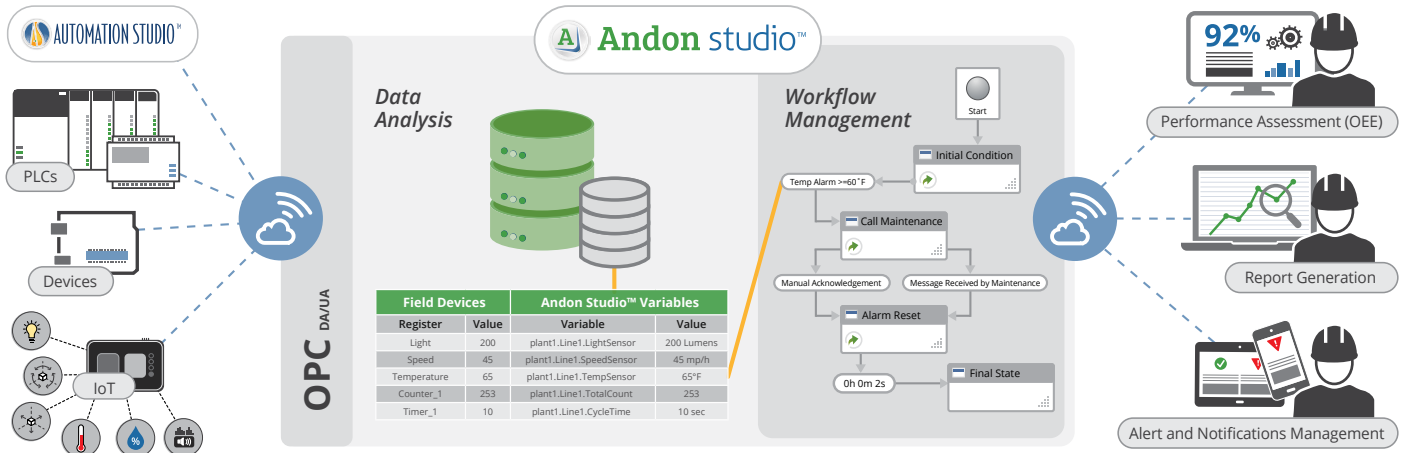 AUTOMATION STUDIO™
PLCs
Devices
IoT
%
OPC DA/UA
A Andon studio™
Data
Analysis
Field Devices Andon Studio™ Variables
Register Value Variable Value
Light 200 plant1.Line1.LightSensor 200 Lumens
Speed 45 plant1.Line1.SpeedSensor 45 mp/h
Temperature 65 plant1.Line1.TempSensor 65°F
Counter_1 253 plant1.Line1.TotalCount 253
Timer_1 10 plant1.Line1.CycleTime 10 sec
Workflow
Management
Start
Initial Condition
Temp Alarm >=60˚F
Call Maintenance
Manual Acknowledgement
Message Received by Maintenance
Alarm Reset
0h 0m 2s
Final State
92%
Performance Assessment (OEE)
Report Generation
Alert and Notifications Management